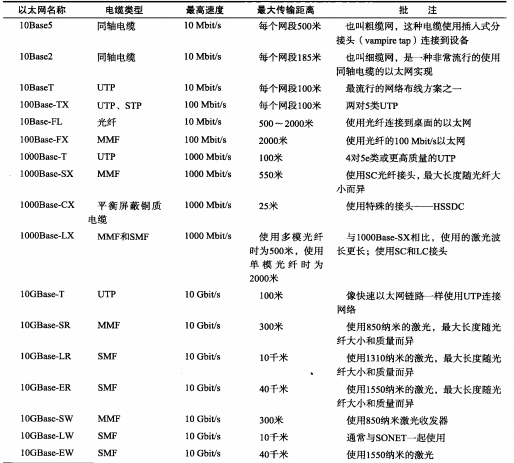 以太网名称 电缆类型 最高速度 最大传输距离 批 注
10Base5 同轴电缆 10 Mbit/s 每个网段500米 也叫粗缆网，这种电缆使用插入式分
接头（vampire tap）连接到设备
10Base2 同轴电缆 10 Mbit/s 每个网段185米 也叫细缆网，是一种非常流行的使用
同轴电缆的以太网实现
10BaseT UTP 10 Mbit/s 每个网段100米 最流行的网络布线方案之一
100Base-TX UTP、STP 100 Mbit/s 每个网段100米 两对5类UTP
10Base-FL 光纤 10 Mbit/s 500～2000米 使用光纤连接到桌面的以太网
100Base-FX MMF 100 Mbit/s 2000米 使用光纤的100 Mbit/s以太网
1000Base-T UTP 1000 Mbit/s 100米 4对5e类或更高质量的UTP
1000Base-SX MMF 1000 Mbit/s 550米 使用SC光纤接头，最大长度随光纤大
小而异
1000Base-CX 平衡屏蔽铜质 1000 Mbit/s 25米 使用特殊的接头——HSSDC
电缆
1000Base-LX MMF和SMF 1000 Mbit/s 使用多模光纤 与1000Base-SX相比，使用的激光波
时为500米，使用 长更长；使用SC和LC接头
单模光纤时为
2000米
10GBase-T UTP 10 Gbit/s 100米 像快速以太网链路一样使用UTP连接
网络
10GBase-SR MMF 10 Gbit/s 300米 使用850纳米的激光，最大长度随光
纤大小和质量而异
10GBase-LR SMF 10 Gbit/s 10千米 使用1310纳米的激光，最大长度随光
纤大小和质量而异
10GBase-ER SMF 10 Gbit/s 40千米 使用1550纳米的激光，最大长度随光
纤大小和质量而异
10GBase-SW MMF 10 Gbit/s 300米 使用850纳米激光收发器
10GBase-LW SMF 10 Gbit/s 10千米 通常与SONET一起使用
10GBase-EW SMF 10 Gbit/s 40千米 使用1550纳米的激光